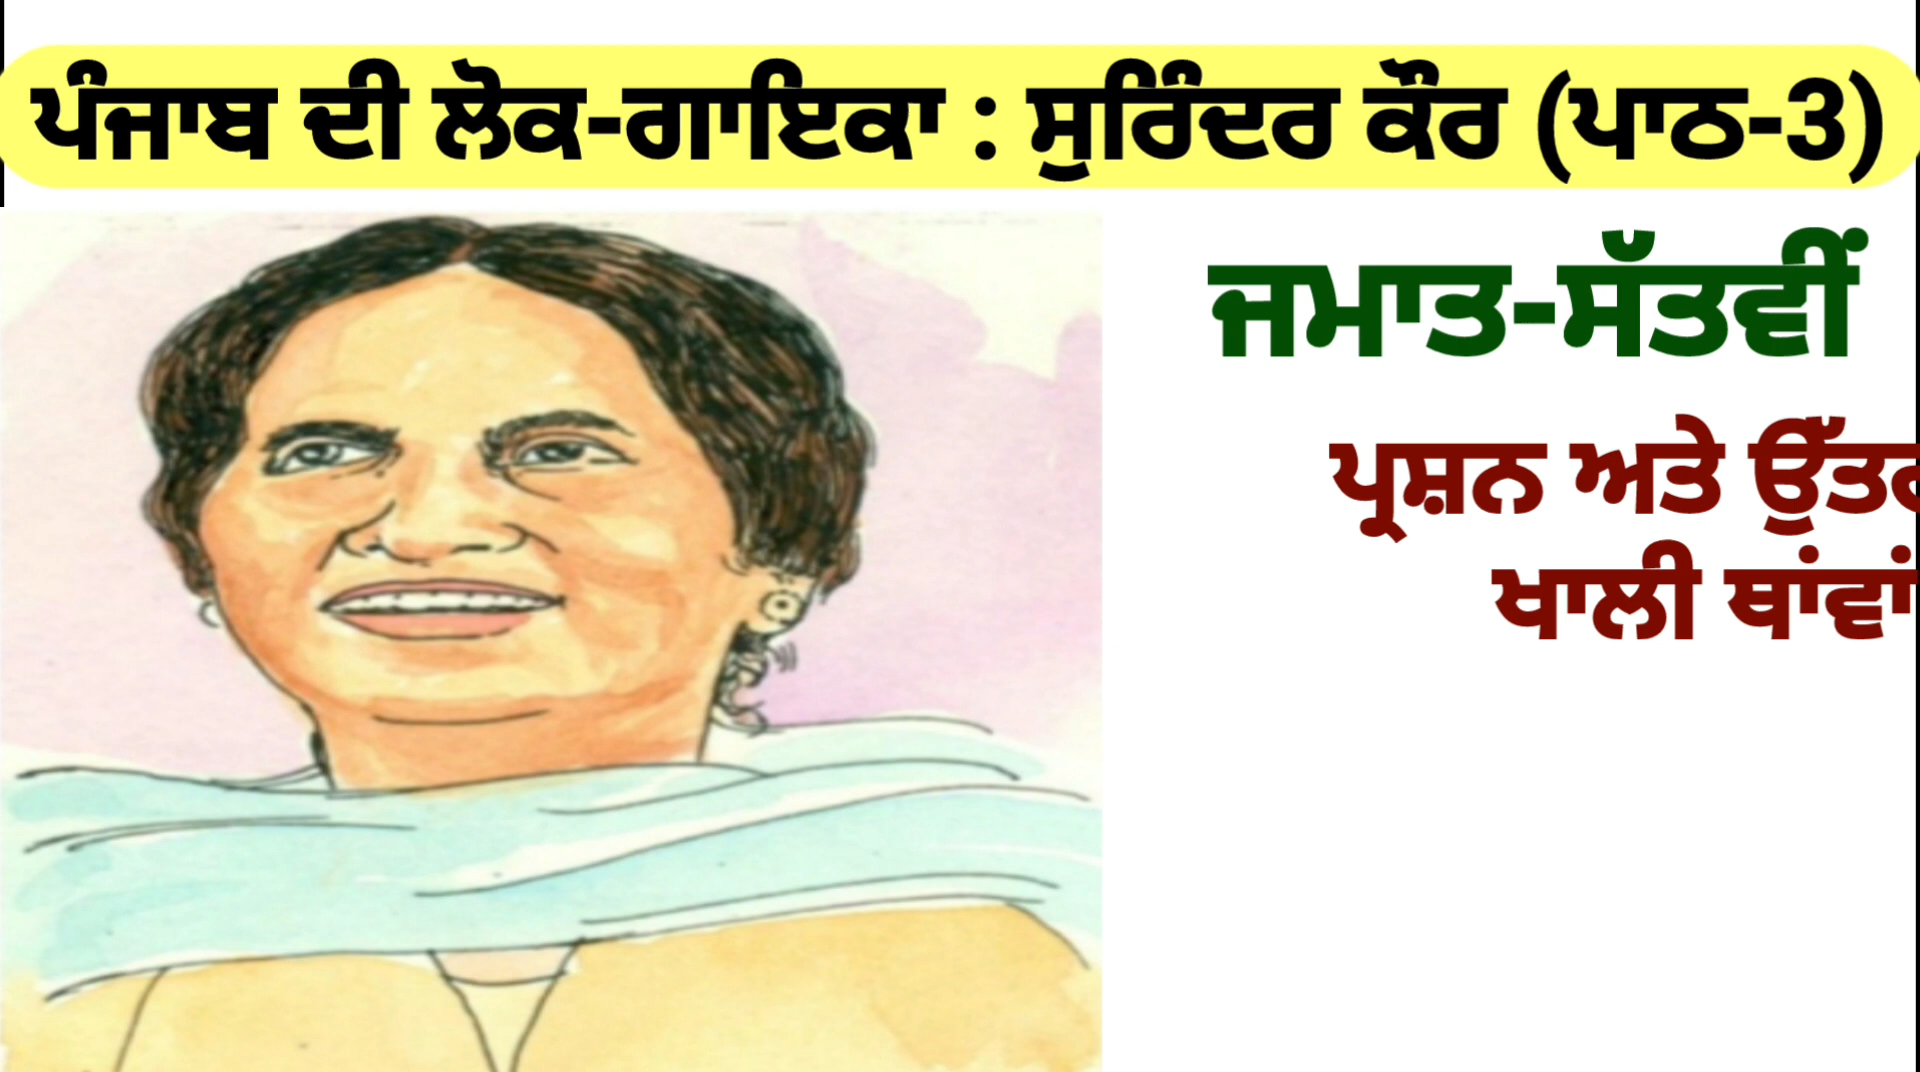 ਪੰਜਾਬ ਦੀ ਲੋਕ-ਗਾਇਕਾ : ਸੁਰਿੰਦਰ ਕੌਰ (ਪਾਠ-3)
ਜਮਾਤ-ਸੱਤਵੀਂ
ਪ੍ਰਸ਼ਨ ਅਤੇ
ਖਾਲੀ ਥਾਂਵਾਂ